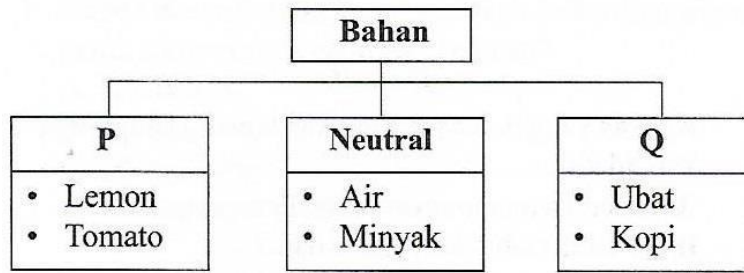 Bahan
P
• Lemon
• Tomato
Neutral
• Air
• Minyak
Q
• Ubat
• Kopi